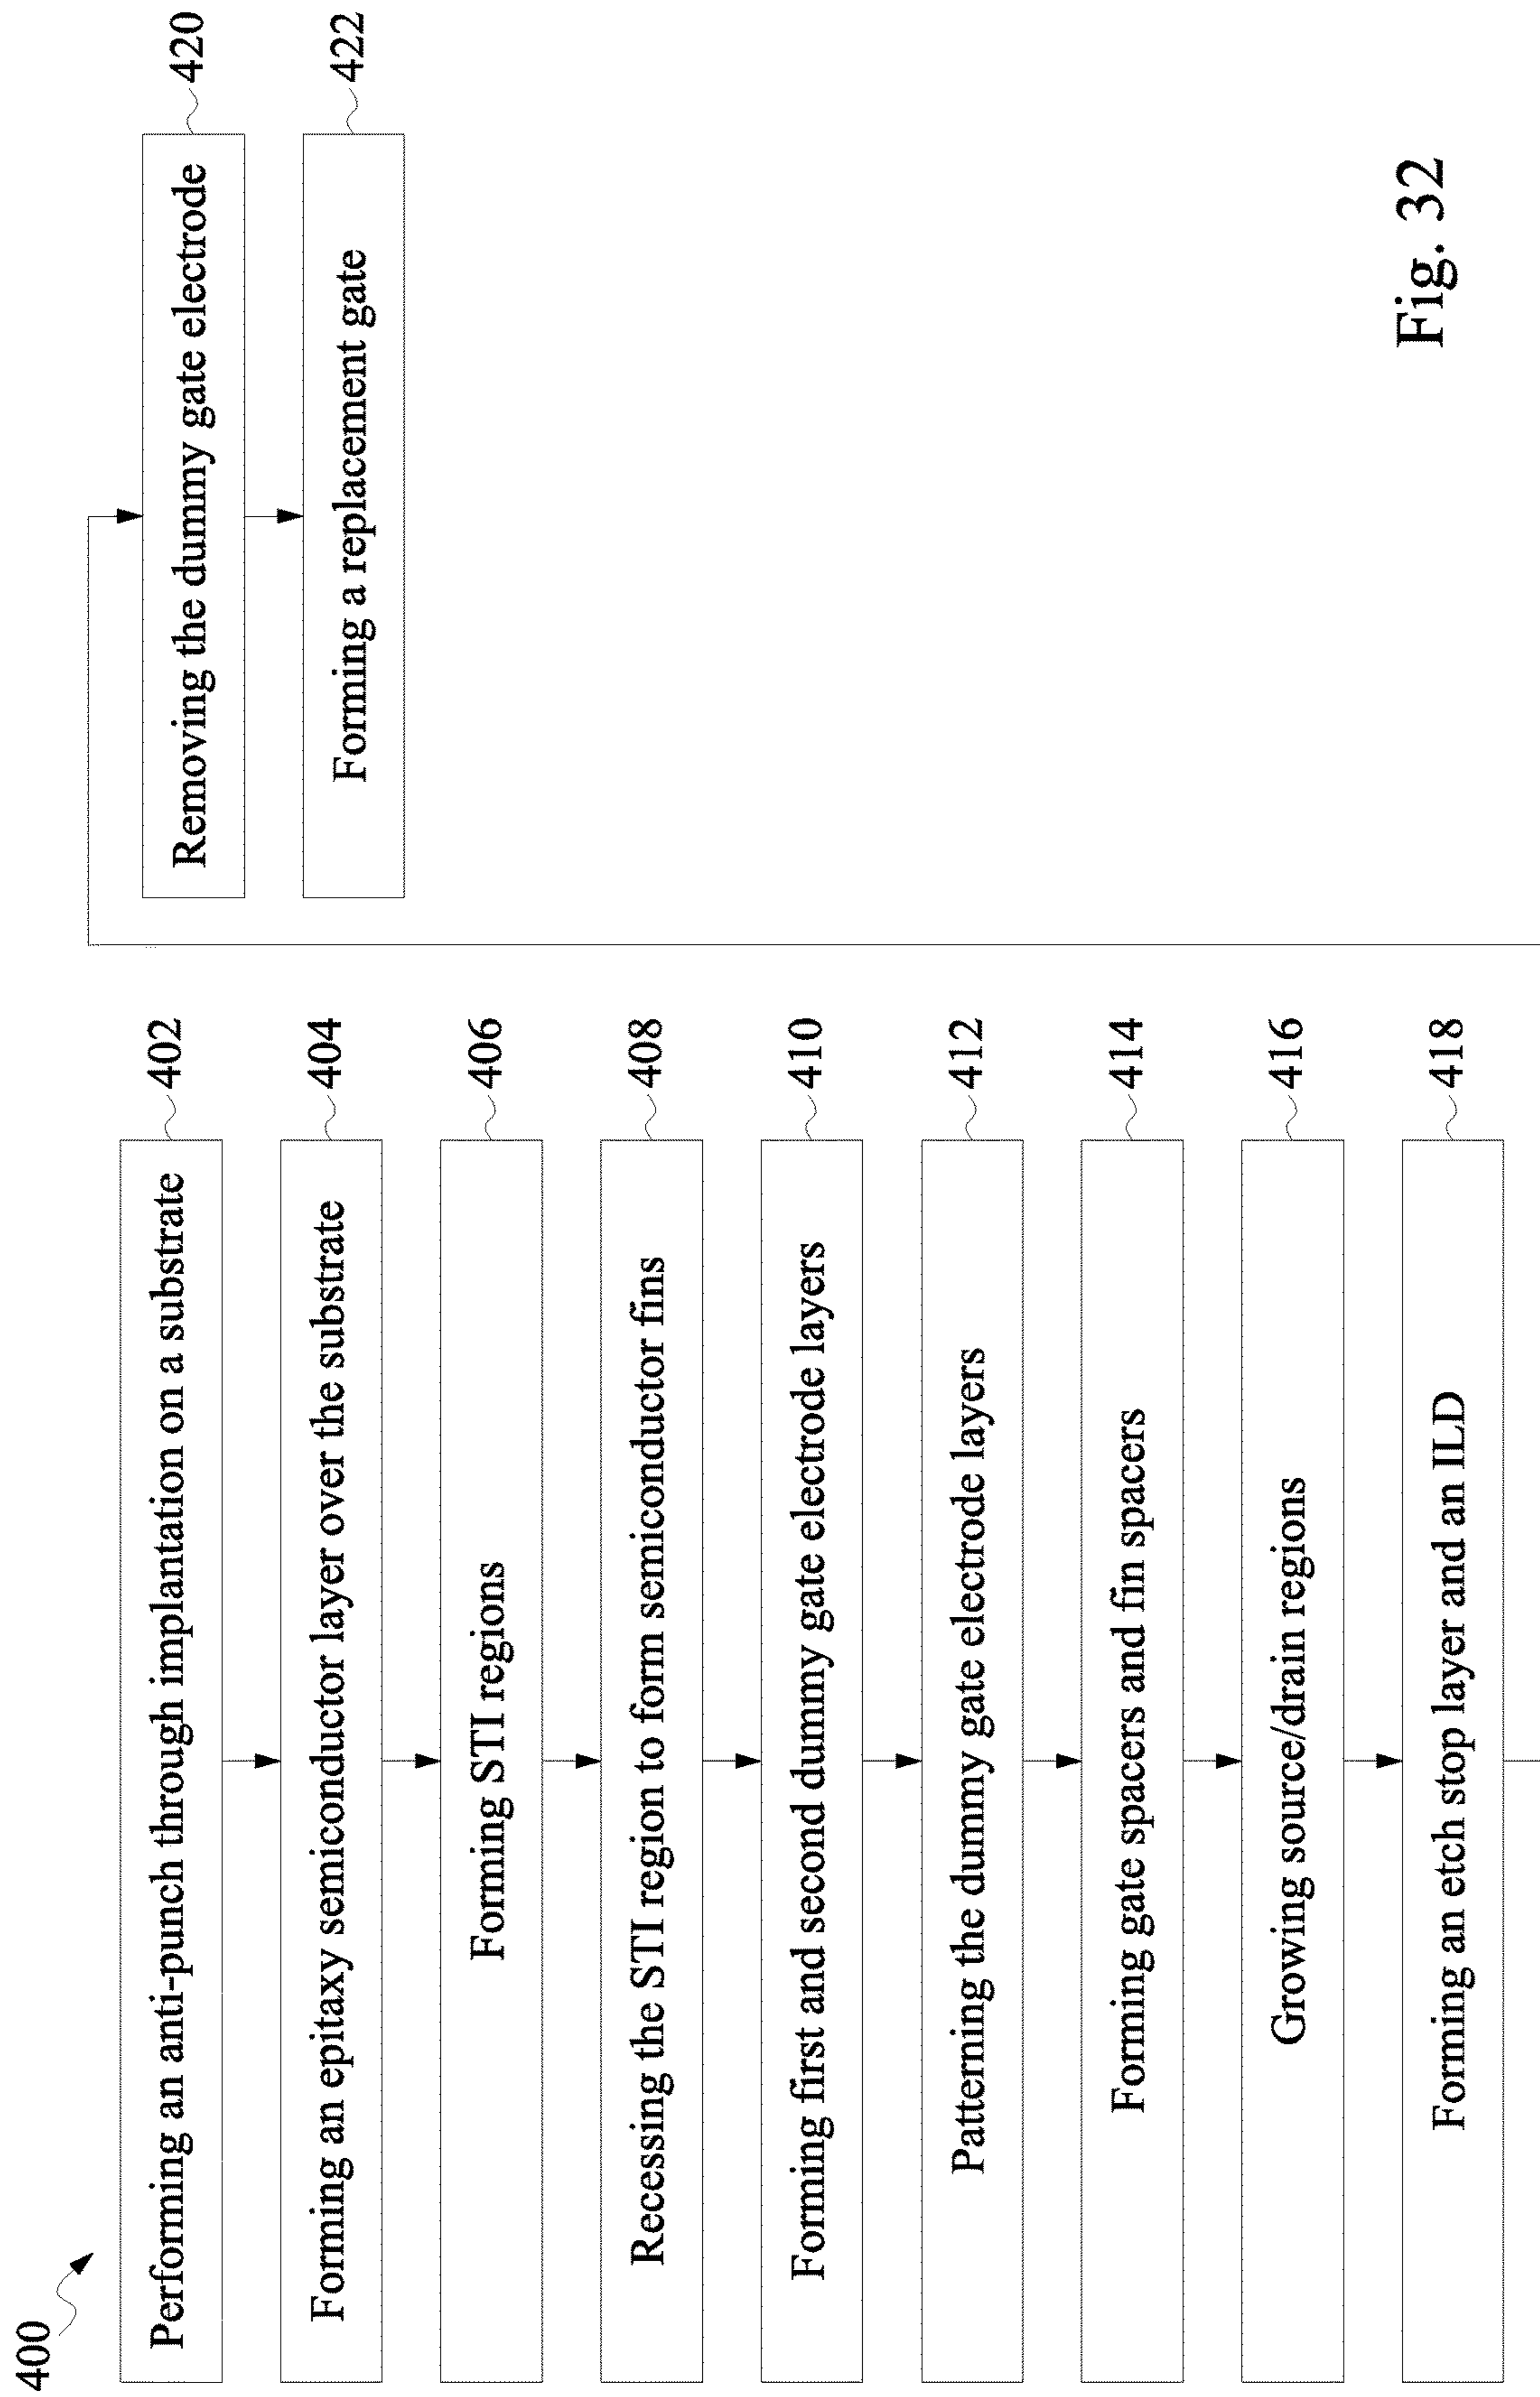 400
Performing an anti-punch through implantation on a substrate 402
Forming an epitaxy semiconductor layer over the substrate 404
Forming STI regions 406
Recessing the STI region to form semiconductor fins 408
Forming first and second dummy gate electrode layers 410
Patterning the dummy gate electrode layers 412
Forming gate spacers and fin spacers 414
Growing source/drain regions 416
Forming an etch stop layer and an ILD 418
Removing the dummy gate electrode 420
Forming a replacement gate 422
Fig. 32